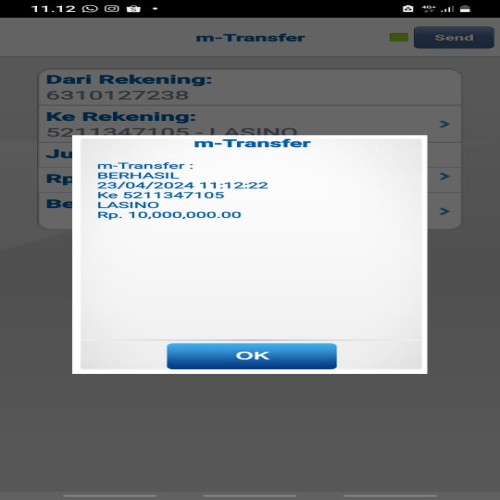 11.12
4G+
m-Transfer
Send
Dari Rekening:
6310127238
Ke Rekening:
5211347105 - LASINO
Ju
Rp
Be
m-Transfer
m-Transfer :
BERHASIL
23/04/2024 11:12:22
Ke 5211347105
LASINO
Rp. 10,000,000.00
OK